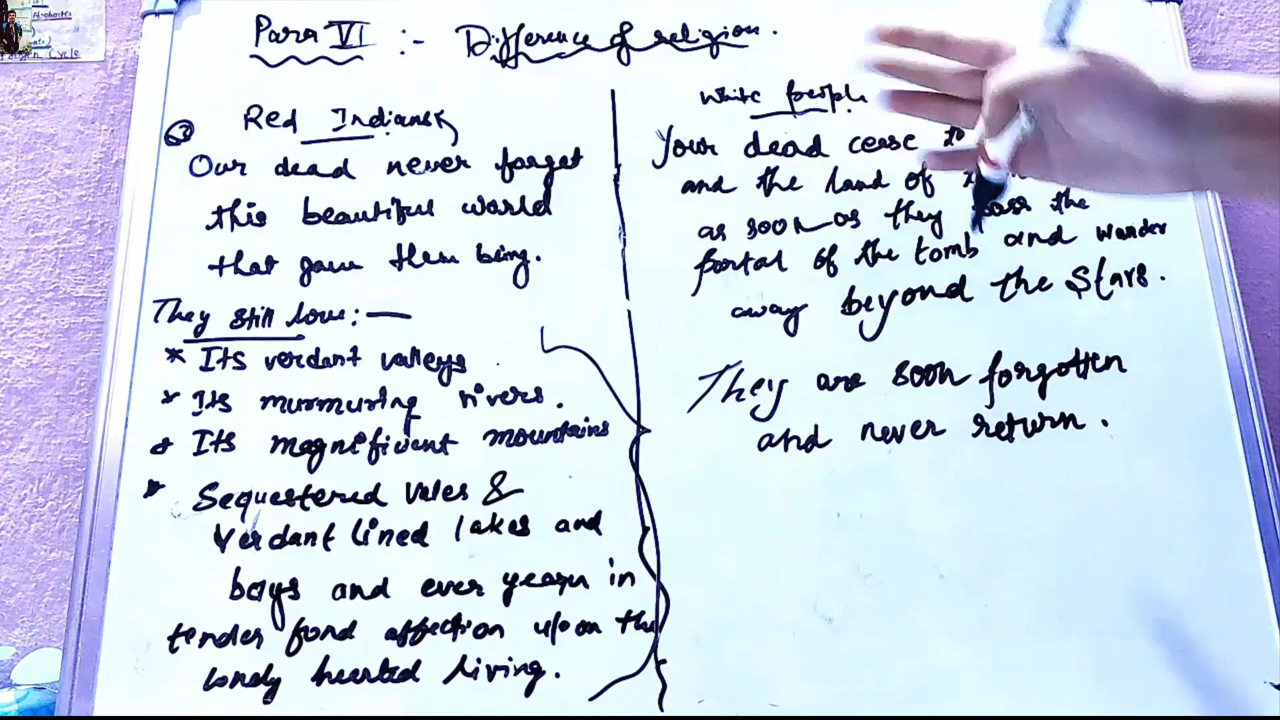 Para VI :- Difference of religion.
③ Red Indians
Our dead never forget
this beautiful world
that gave them being.
They still love:—
* Its verdant valleys
* Its murmuring rivers.
* Its magnificent mountains
* Sequestered vales &
Verdant lined lakes and
bays and ever yearn in
tender fond affection upon the
lonely hearted living.
White people
Your dead cease to
and the land of
as soon as they pass the
portal of the tomb and wander
away beyond the stars.
They are soon forgotten
and never return.
Cycle